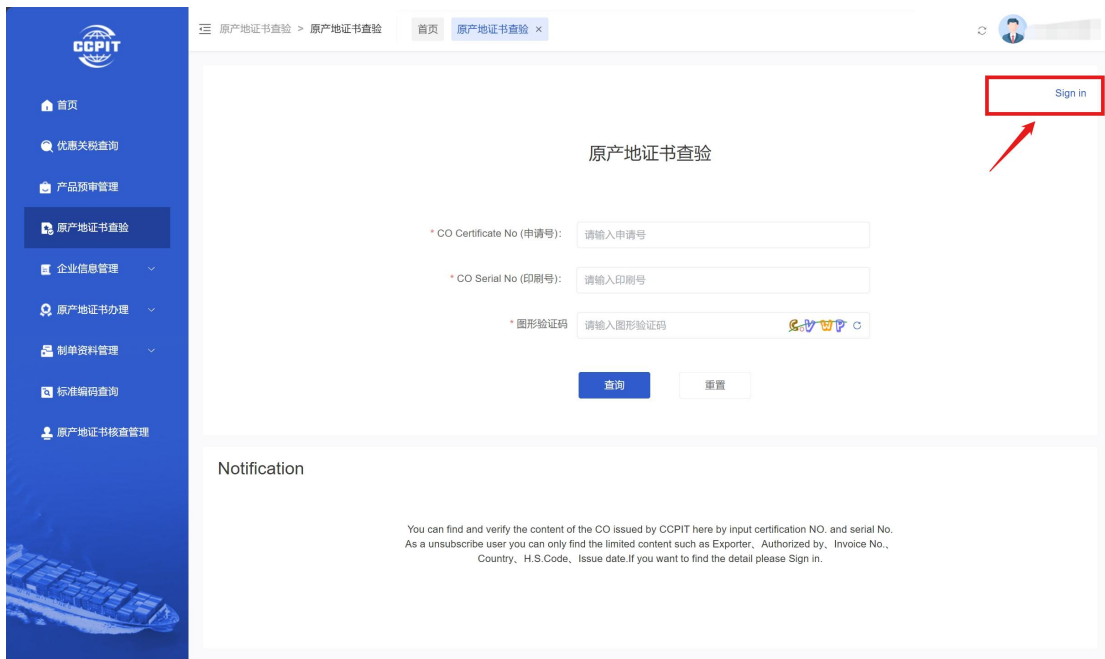 CCPIT
原产地证书查验 > 原产地证书查验
首页 原产地证书查验 ×
Sign in
首页
优惠关税查询
产品预审管理
原产地证书查验
企业信息管理
原产地证书办理
制单资料管理
标准编码查询
原产地证书核查管理
原产地证书查验
* CO Certificate No (申请号): 请输入申请号
* CO Serial No (印刷号): 请输入印刷号
* 图形验证码 请输入图形验证码
查询 重置
Notification
You can find and verify the content of the CO issued by CCPIT here by input certification NO. and serial No.
As a unsubscribe user you can only find the limited content such as Exporter、Authorized by、Invoice No.、
Country、H.S.Code、Issue date.If you want to find the detail please Sign in.